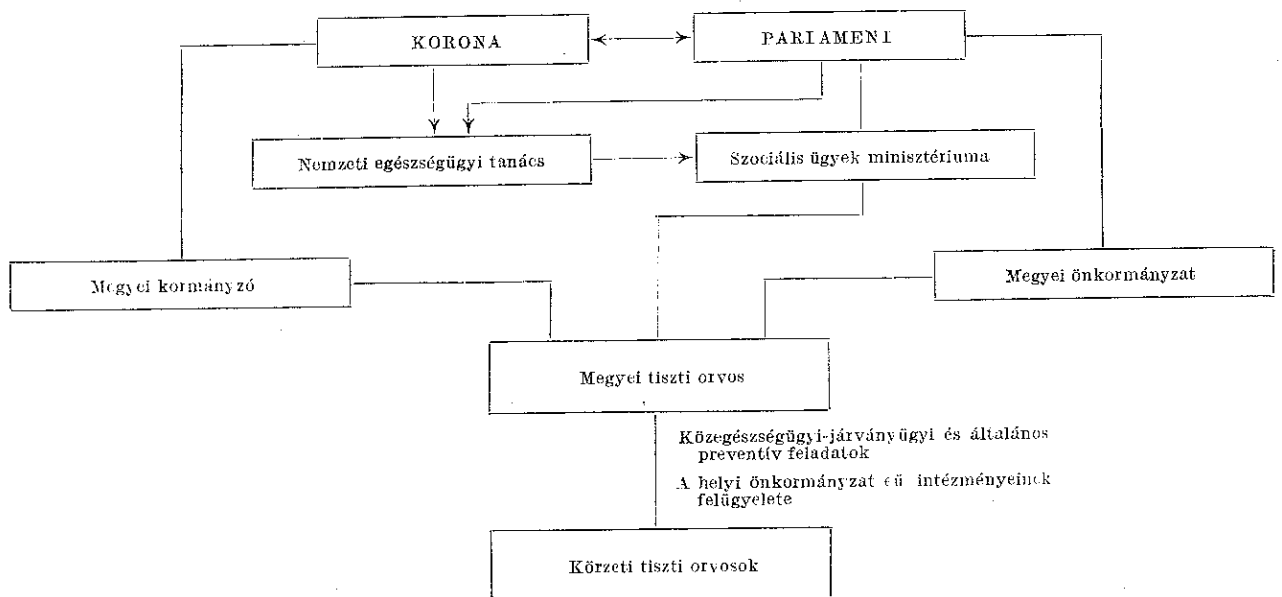 KORONA
PARIAMENI
Nemzeti egészségügyi tanács
Szociális ügyek minisztériuma
Megyei kormányzó
Megyei önkormányzat
Megyei tiszti orvos
Közegészségügyi-járványügyi és általános
preventív feladatok
A helyi önkormányzat eü intézményeinek
felügyelete
Körzeti tiszti orvosok